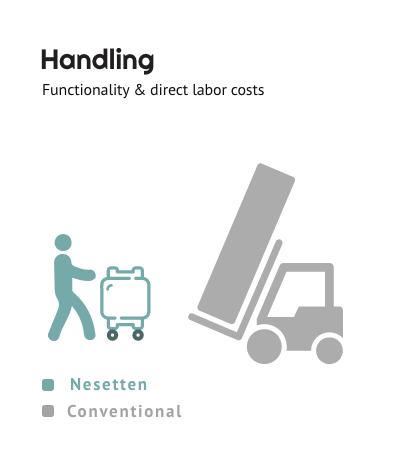 Handling
Functionality & direct labor costs
Nesetten
Conventional